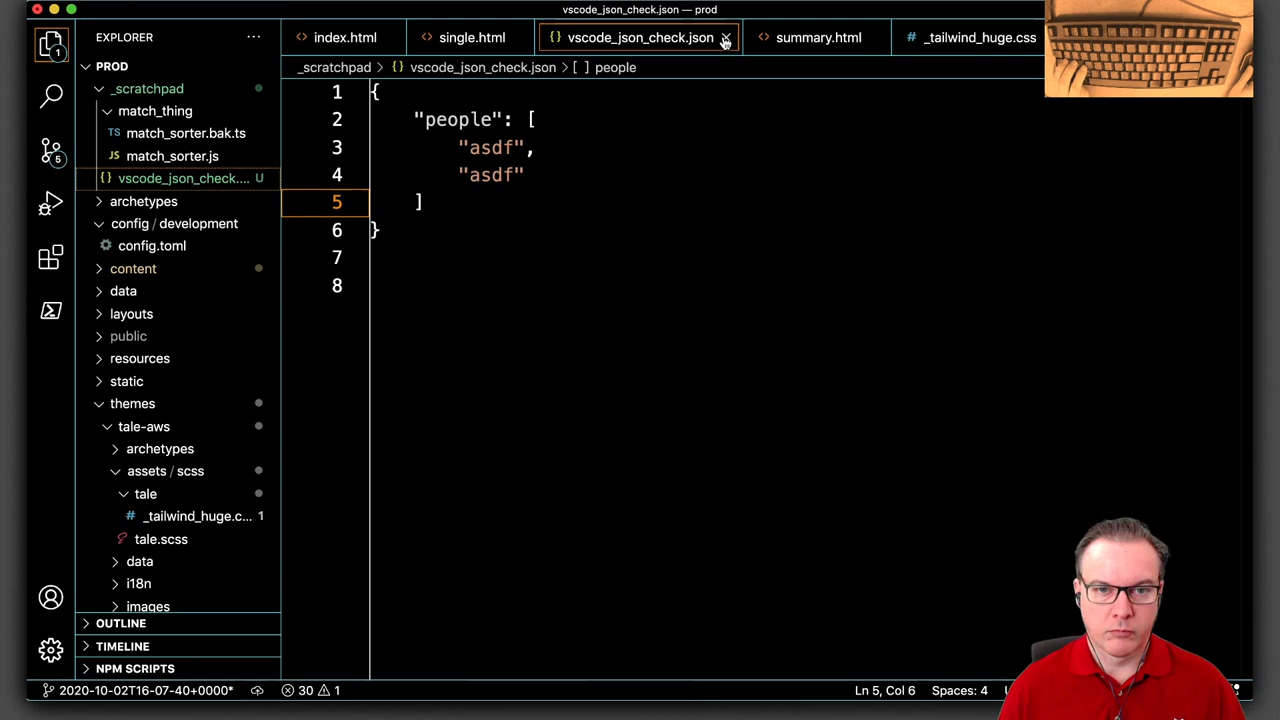 vscode_json_check.json — prod
EXPLORER
index.html
single.html
vscode_json_check.json
summary.html
_tailwind_huge.css
PROD
_scratchpad
match_thing
match_sorter.bak.ts
match_sorter.js
vscode_json_check....
U
archetypes
config / development
config.toml
content
data
layouts
public
resources
static
themes
tale-aws
archetypes
assets / scss
tale
_tailwind_huge.c...
1
tale.scss
data
i18n
images
OUTLINE
TIMELINE
NPM SCRIPTS
_scratchpad > {} vscode_json_check.json > [ ] people
1 {
2 "people": [
3 "asdf",
4 "asdf"
5 ]
6 }
7
8
2020-10-02T16-07-40+0000*
30
1
Ln 5, Col 6
Spaces: 4